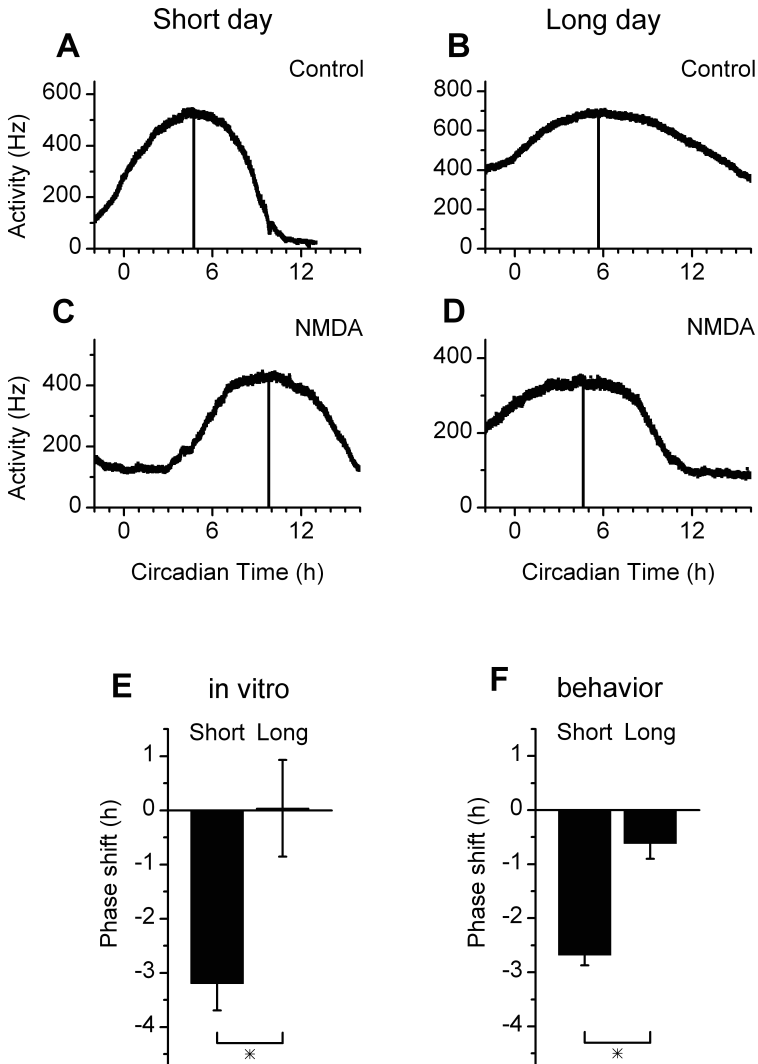 Short day
Long day
A
B
Control
Control
Activity (Hz)
600
400
200
0
0 6 12
800
600
400
200
0
0 6 12
C
D
NMDA
NMDA
Activity (Hz)
400
200
0
0 6 12
400
200
0
0 6 12
Circadian Time (h)
Circadian Time (h)
E
in vitro
F
behavior
Short Long
Short Long
Phase shift (h)
1
0
-1
-2
-3
-4
*
Phase shift (h)
1
0
-1
-2
-3
-4
*